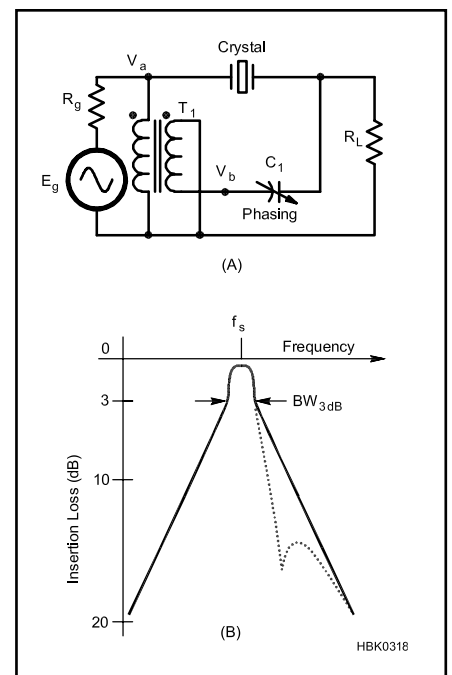 Crystal
V a
R g
T 1
R L
E g
V b
C 1
Phasing
(A)
f s
0
Frequency
3
BW 3dB
10
Insertion Loss (dB)
20
(B)
HBK0318